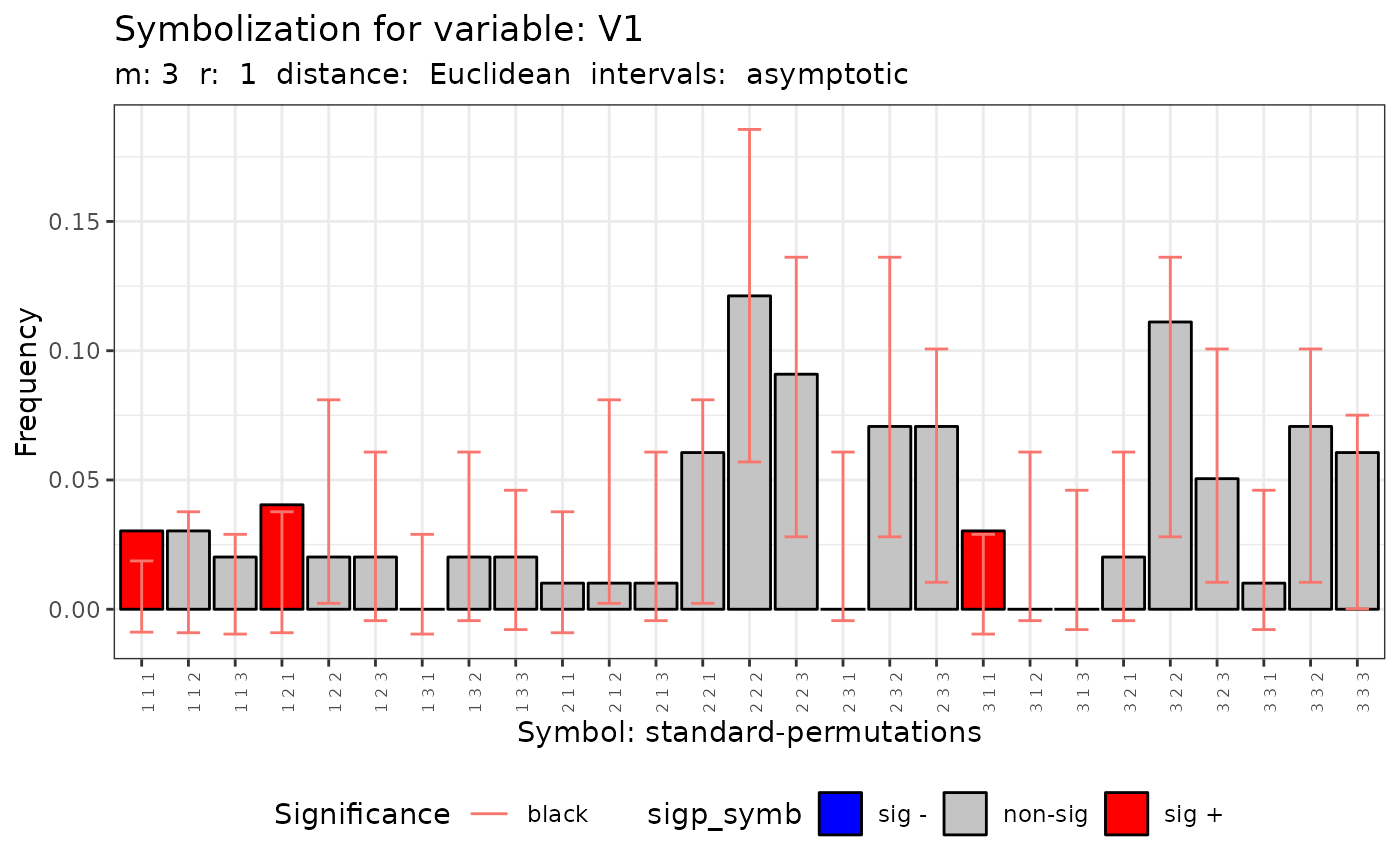 Symbolization for variable: V1
m: 3 r: 1 distance: Euclidean intervals: asymptotic
Frequency
0.15
0.10
0.05
0.00
1 1 1
1 1 2
1 1 3
1 2 1
1 2 2
1 2 3
1 3 1
1 3 2
1 3 3
2 1 1
2 1 2
2 1 3
2 2 1
2 2 2
2 2 3
2 3 1
2 3 2
2 3 3
3 1 1
3 1 2
3 1 3
3 2 1
3 2 2
3 2 3
3 3 1
3 3 2
3 3 3
Symbol: standard-permutations
Significance black sigp_symb sig - non-sig sig +